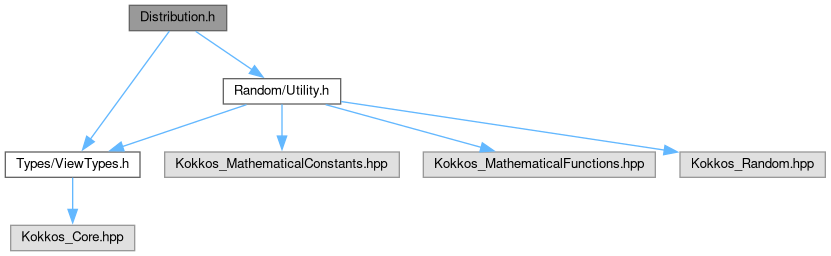 Distribution.h
Random/Utility.h
Types/ViewTypes.h
Kokkos_MathematicalConstants.hpp
Kokkos_MathematicalFunctions.hpp
Kokkos_Random.hpp
Kokkos_Core.hpp